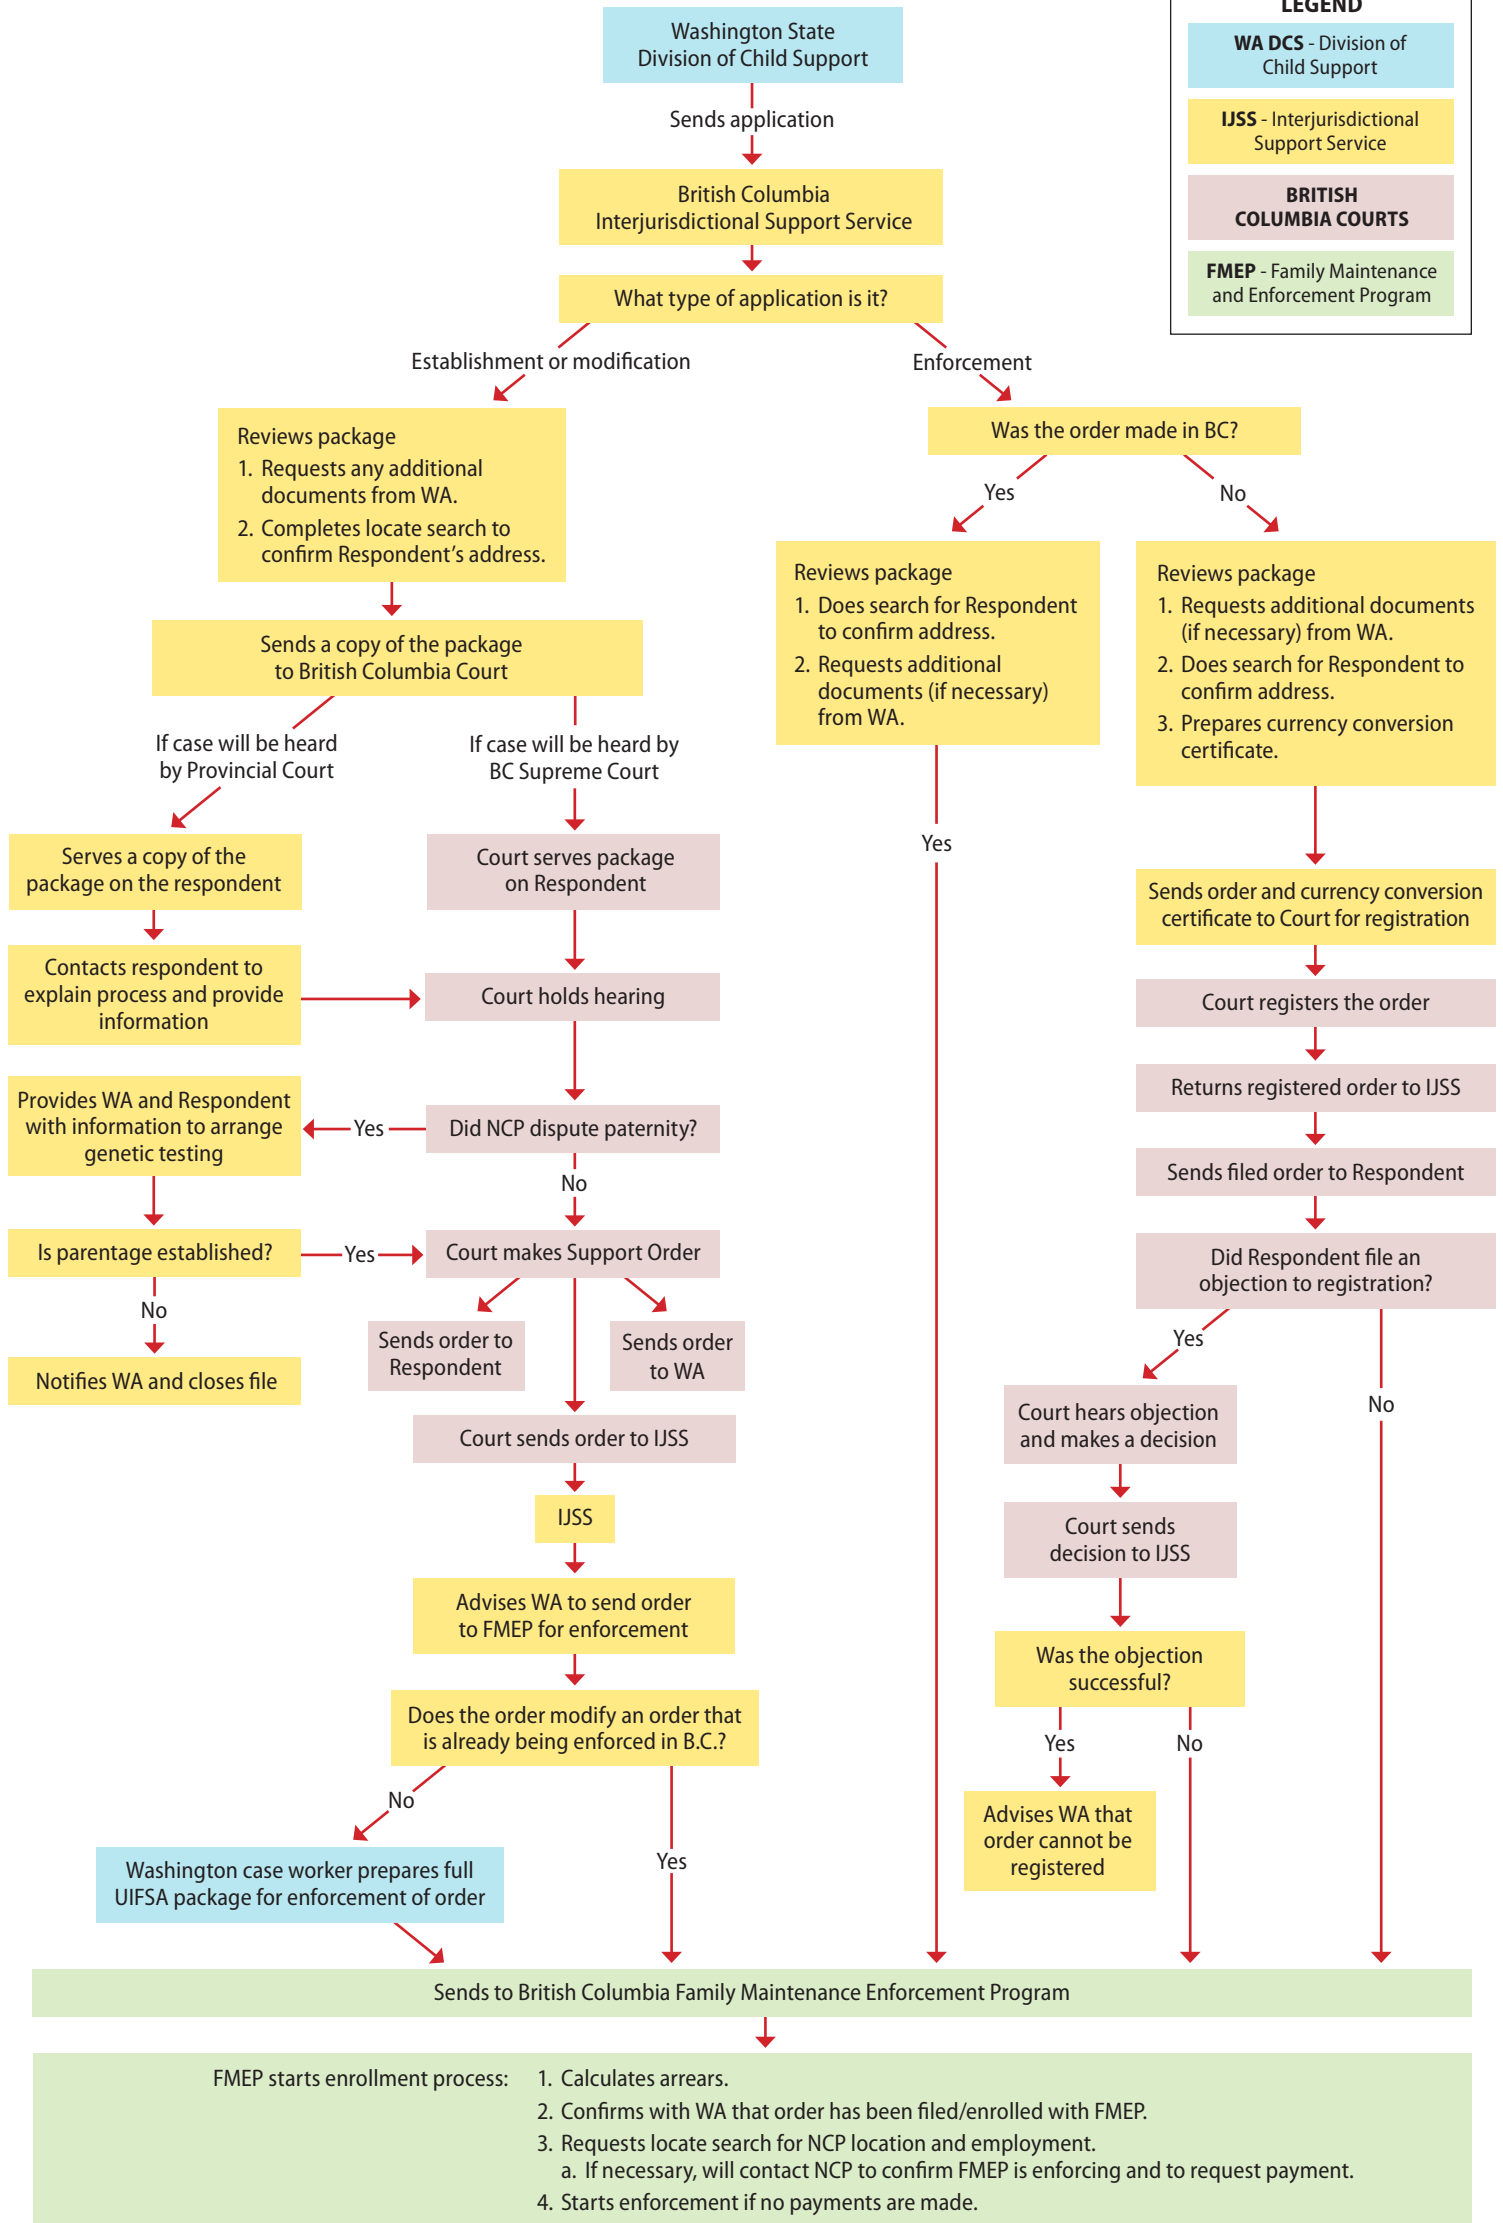 LEGEND
WA DCS - Division of
Child Support
IJSS - Interjurisdictional
Support Service
BRITISH
COLUMBIA COURTS
FMEP - Family Maintenance
and Enforcement Program
Washington State
Division of Child Support
Sends application
British Columbia
Interjurisdictional Support Service
What type of application is it?
Establishment or modification
Enforcement
Reviews package
1. Requests any additional
documents from WA.
2. Completes locate search to
confirm Respondent's address.
Sends a copy of the package
to British Columbia Court
If case will be heard
by Provincial Court
If case will be heard by
BC Supreme Court
Serves a copy of the
package on the respondent
Court serves package
on Respondent
Contacts respondent to
explain process and provide
information
Court holds hearing
Provides WA and Respondent
with information to arrange
genetic testing
Yes
Did NCP dispute paternity?
No
Is parentage established?
Yes
Court makes Support Order
No
Notifies WA and closes file
Sends order to
Respondent
Sends order
to WA
Court sends order to IJSS
IJSS
Advises WA to send order
to FMEP for enforcement
Does the order modify an order that
is already being enforced in B.C.?
No
Yes
Washington case worker prepares full
UIFSA package for enforcement of order
Was the order made in BC?
Yes
No
Reviews package
1. Does search for Respondent
to confirm address.
2. Requests additional
documents (if necessary)
from WA.
Yes
Reviews package
1. Requests additional documents
(if necessary) from WA.
2. Does search for Respondent to
confirm address.
3. Prepares currency conversion
certificate.
Sends order and currency conversion
certificate to Court for registration
Court registers the order
Returns registered order to IJSS
Sends filed order to Respondent
Did Respondent file an
objection to registration?
Yes
No
Court hears objection
and makes a decision
Court sends
decision to IJSS
Was the objection
successful?
Yes
No
Advises WA that
order cannot be
registered
Sends to British Columbia Family Maintenance Enforcement Program
FMEP starts enrollment process:
1. Calculates arrears.
2. Confirms with WA that order has been filed/enrolled with FMEP.
3. Requests locate search for NCP location and employment.
a. If necessary, will contact NCP to confirm FMEP is enforcing and to request payment.
4. Starts enforcement if no payments are made.